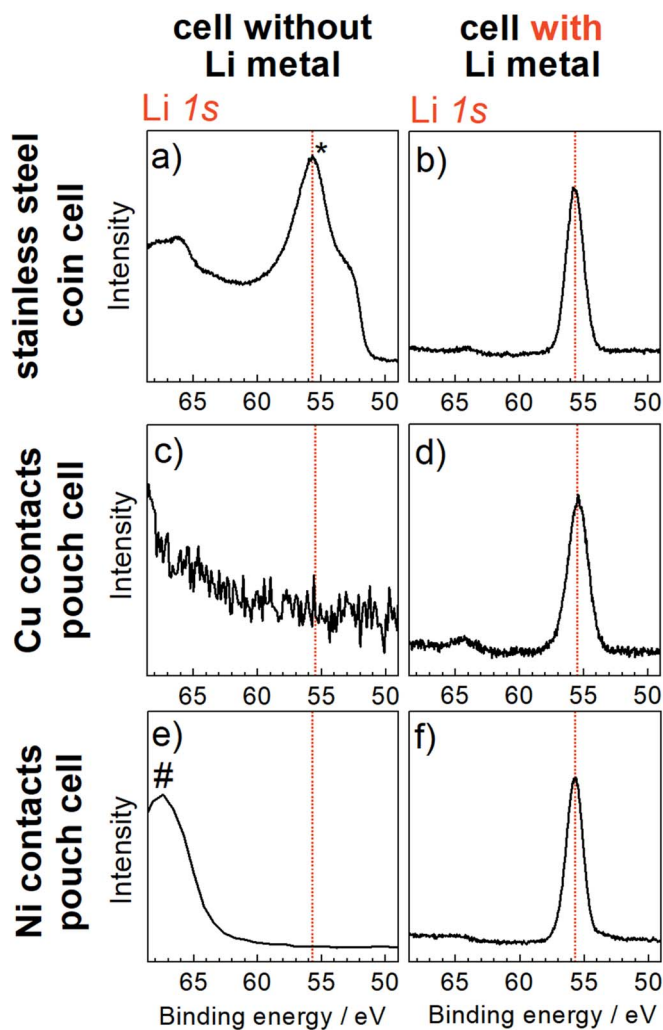 cell without
Li metal
cell with
Li metal
Li 1s
Li 1s
stainless steel
coin cell
Intensity
a)
*
65 60 55 50
b)
65 60 55 50
Cu contacts
pouch cell
Intensity
c)
65 60 55 50
d)
65 60 55 50
Ni contacts
pouch cell
Intensity
e)
#
65 60 55 50
Binding energy / eV
f)
65 60 55 50
Binding energy / eV